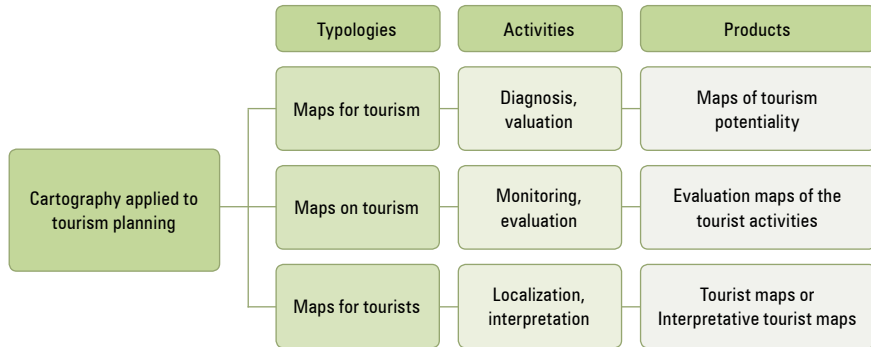 Typologies
Activities
Products
Maps for tourism
Diagnosis,
valuation
Maps of tourism
potentiality
Cartography applied to
tourism planning
Maps on tourism
Monitoring,
evaluation
Evaluation maps of the
tourist activities
Maps for tourists
Localization,
interpretation
Tourist maps or
Interpretative tourist maps